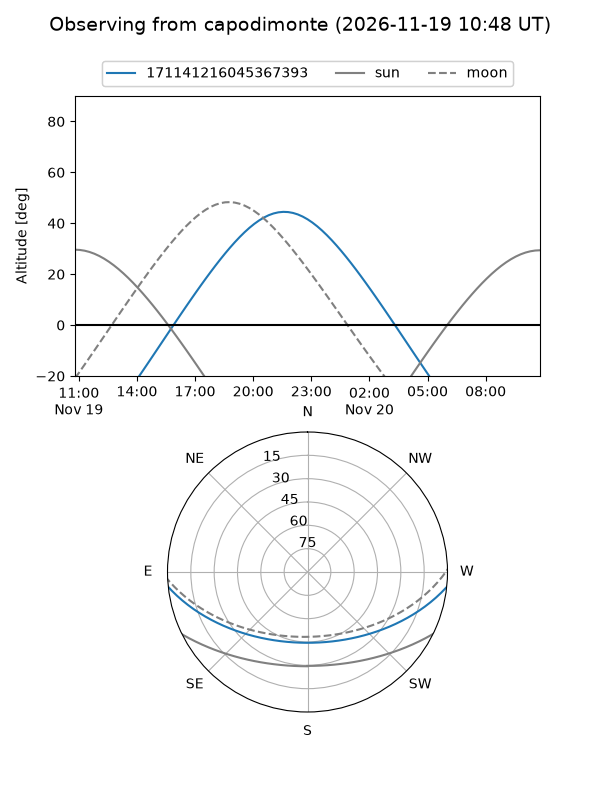 Observing from capodimonte (2026-11-19 10:48 UT)
171141216045367393 sun moon
Altitude [deg]
80
60
40
20
0
−20
11:00 14:00 17:00 20:00 23:00 02:00 05:00 08:00
Nov 19 Nov 20
N
NE NW
15
30
45
60
75
E W
SE SW
S